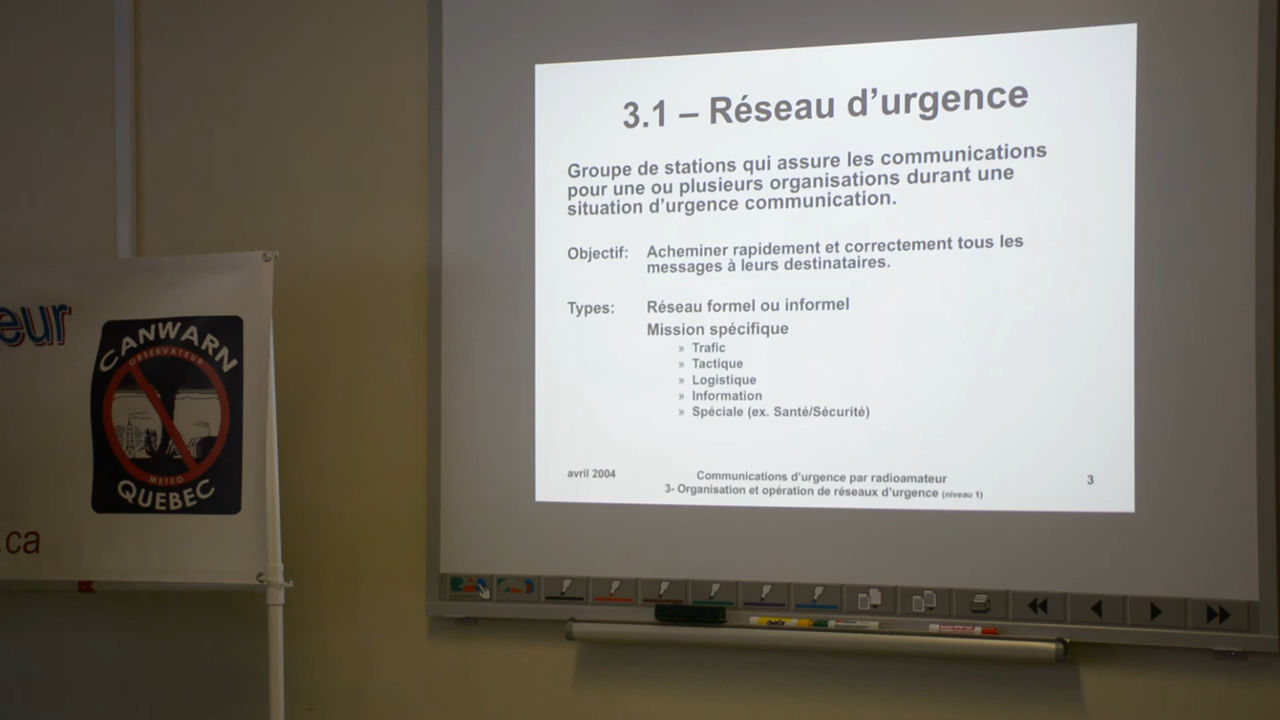 3.1 – Réseau d'urgence
Groupe de stations qui assure les communications
pour une ou plusieurs organisations durant une
situation d'urgence communication.
Objectif: Acheminer rapidement et correctement tous les
messages à leurs destinataires.
Types: Réseau formel ou informel
Mission spécifique
» Trafic
» Tactique
» Logistique
» Information
» Spéciale (ex. Santé/Sécurité)
avril 2004
Communications d'urgence par radioamateur
3- Organisation et opération de réseaux d'urgence (niveau 1)
3
eur
CANWARN
OBSERVATEUR
METEO
QUEBEC
.ca